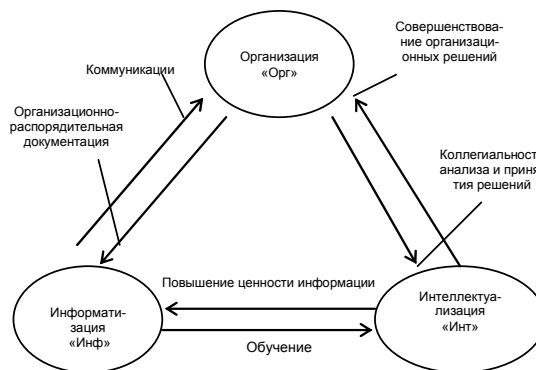 Совершенствова-
ние организаци-
онных решений
Организация
«Орг»
Коммуникации
Организационно-
распорядительная
документация
Коллегиальность
анализа и приня-
тия решений
Повышение ценности информации
Информати-
зация
«Инф»
Интеллектуа-
лизация
«Инт»
Обучение